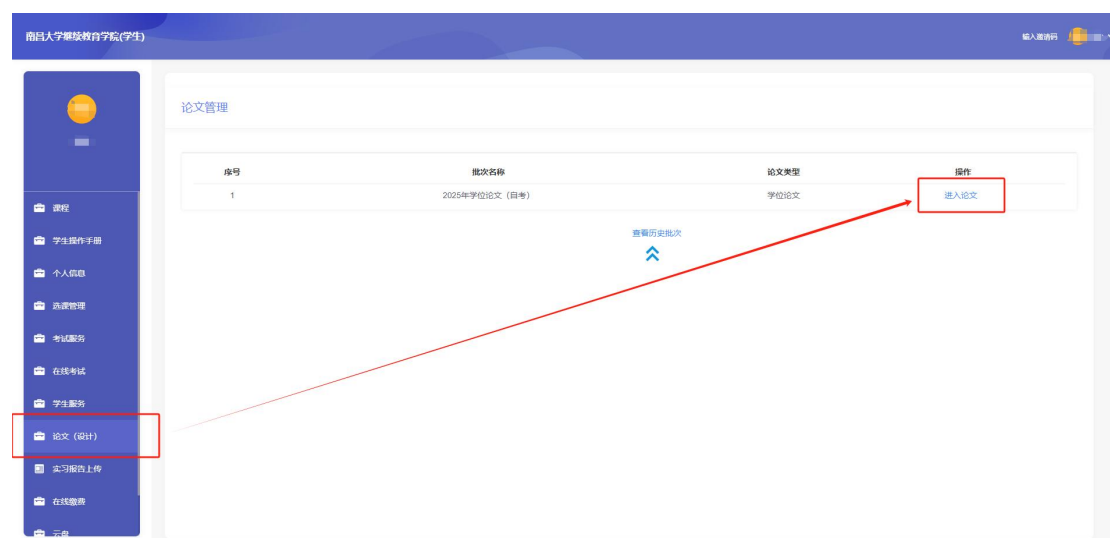 南昌大学继续教育学院(学生)
输入邀请码
论文管理
序号 批次名称 论文类型 操作
1 2025年学位论文（自考） 学位论文 进入论文
查看历史批次
课程
学生操作手册
个人信息
选课管理
考试服务
在线考试
学生服务
论文（设计）
实习报告上传
在线缴费
云盘